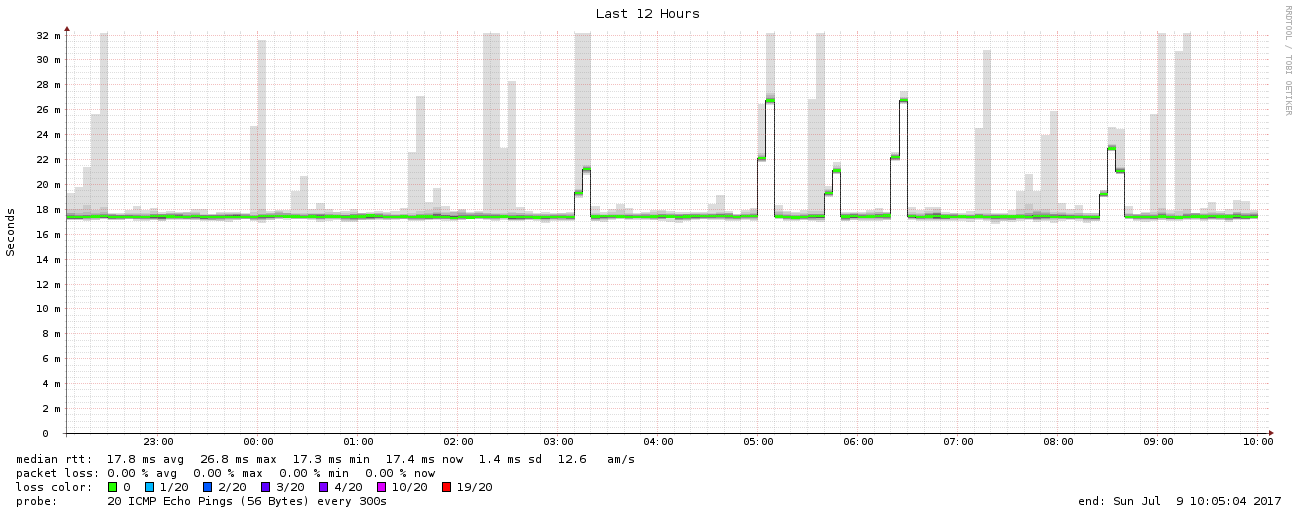 Last 12 Hours
RRDTOOL / TOBI OETIKER
Seconds
32 m
30 m
28 m
26 m
24 m
22 m
20 m
18 m
16 m
14 m
12 m
10 m
8 m
6 m
4 m
2 m
0
23:00 00:00 01:00 02:00 03:00 04:00 05:00 06:00 07:00 08:00 09:00 10:00
median rtt: 17.8 ms avg 26.8 ms max 17.3 ms min 17.4 ms now 1.4 ms sd 12.6 am/s
packet loss: 0.00 % avg 0.00 % max 0.00 % min 0.00 % now
loss color: 0 1/20 2/20 3/20 4/20 10/20 19/20
probe: 20 ICMP Echo Pings (56 Bytes) every 300s end: Sun Jul 9 10:05:04 2017